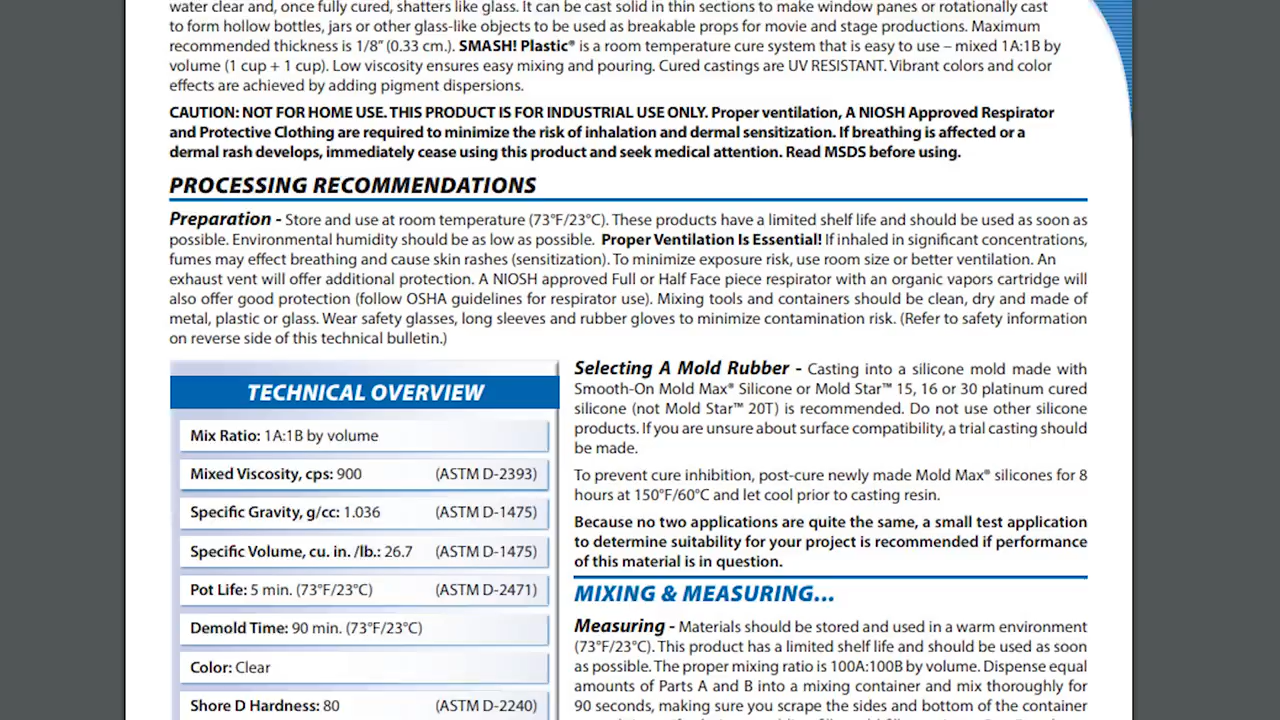 water clear and, once fully cured, shatters like glass. It can be cast solid in thin sections to make window panes or rotationally cast
to form hollow bottles, jars or other glass-like objects to be used as breakable props for movie and stage productions. Maximum
recommended thickness is 1/8” (0.33 cm.). SMASH! Plastic® is a room temperature cure system that is easy to use – mixed 1A:1B by
volume (1 cup + 1 cup). Low viscosity ensures easy mixing and pouring. Cured castings are UV RESISTANT. Vibrant colors and color
effects are achieved by adding pigment dispersions.
CAUTION: NOT FOR HOME USE. THIS PRODUCT IS FOR INDUSTRIAL USE ONLY. Proper ventilation, A NIOSH Approved Respirator
and Protective Clothing are required to minimize the risk of inhalation and dermal sensitization. If breathing is affected or a
dermal rash develops, immediately cease using this product and seek medical attention. Read MSDS before using.
PROCESSING RECOMMENDATIONS
Preparation - Store and use at room temperature (73°F/23°C). These products have a limited shelf life and should be used as soon as
possible. Environmental humidity should be as low as possible. Proper Ventilation Is Essential! If inhaled in significant concentrations,
fumes may effect breathing and cause skin rashes (sensitization). To minimize exposure risk, use room size or better ventilation. An
exhaust vent will offer additional protection. A NIOSH approved Full or Half Face piece respirator with an organic vapors cartridge will
also offer good protection (follow OSHA guidelines for respirator use). Mixing tools and containers should be clean, dry and made of
metal, plastic or glass. Wear safety glasses, long sleeves and rubber gloves to minimize contamination risk. (Refer to safety information
on reverse side of this technical bulletin.)
TECHNICAL OVERVIEW
Mix Ratio: 1A:1B by volume
Mixed Viscosity, cps: 900 (ASTM D-2393)
Specific Gravity, g/cc: 1.036 (ASTM D-1475)
Specific Volume, cu. in. /lb.: 26.7 (ASTM D-1475)
Pot Life: 5 min. (73°F/23°C) (ASTM D-2471)
Demold Time: 90 min. (73°F/23°C)
Color: Clear
Shore D Hardness: 80 (ASTM D-2240)
Selecting A Mold Rubber - Casting into a silicone mold made with
Smooth-On Mold Max® Silicone or Mold Star™ 15, 16 or 30 platinum cured
silicone (not Mold Star™ 20T) is recommended. Do not use other silicone
products. If you are unsure about surface compatibility, a trial casting should
be made.
To prevent cure inhibition, post-cure newly made Mold Max® silicones for 8
hours at 150°F/60°C and let cool prior to casting resin.
Because no two applications are quite the same, a small test application
to determine suitability for your project is recommended if performance
of this material is in question.
MIXING & MEASURING...
Measuring - Materials should be stored and used in a warm environment
(73°F/23°C). This product has a limited shelf life and should be used as soon
as possible. The proper mixing ratio is 100A:100B by volume. Dispense equal
amounts of Parts A and B into a mixing container and mix thoroughly for
90 seconds, making sure you scrape the sides and bottom of the container